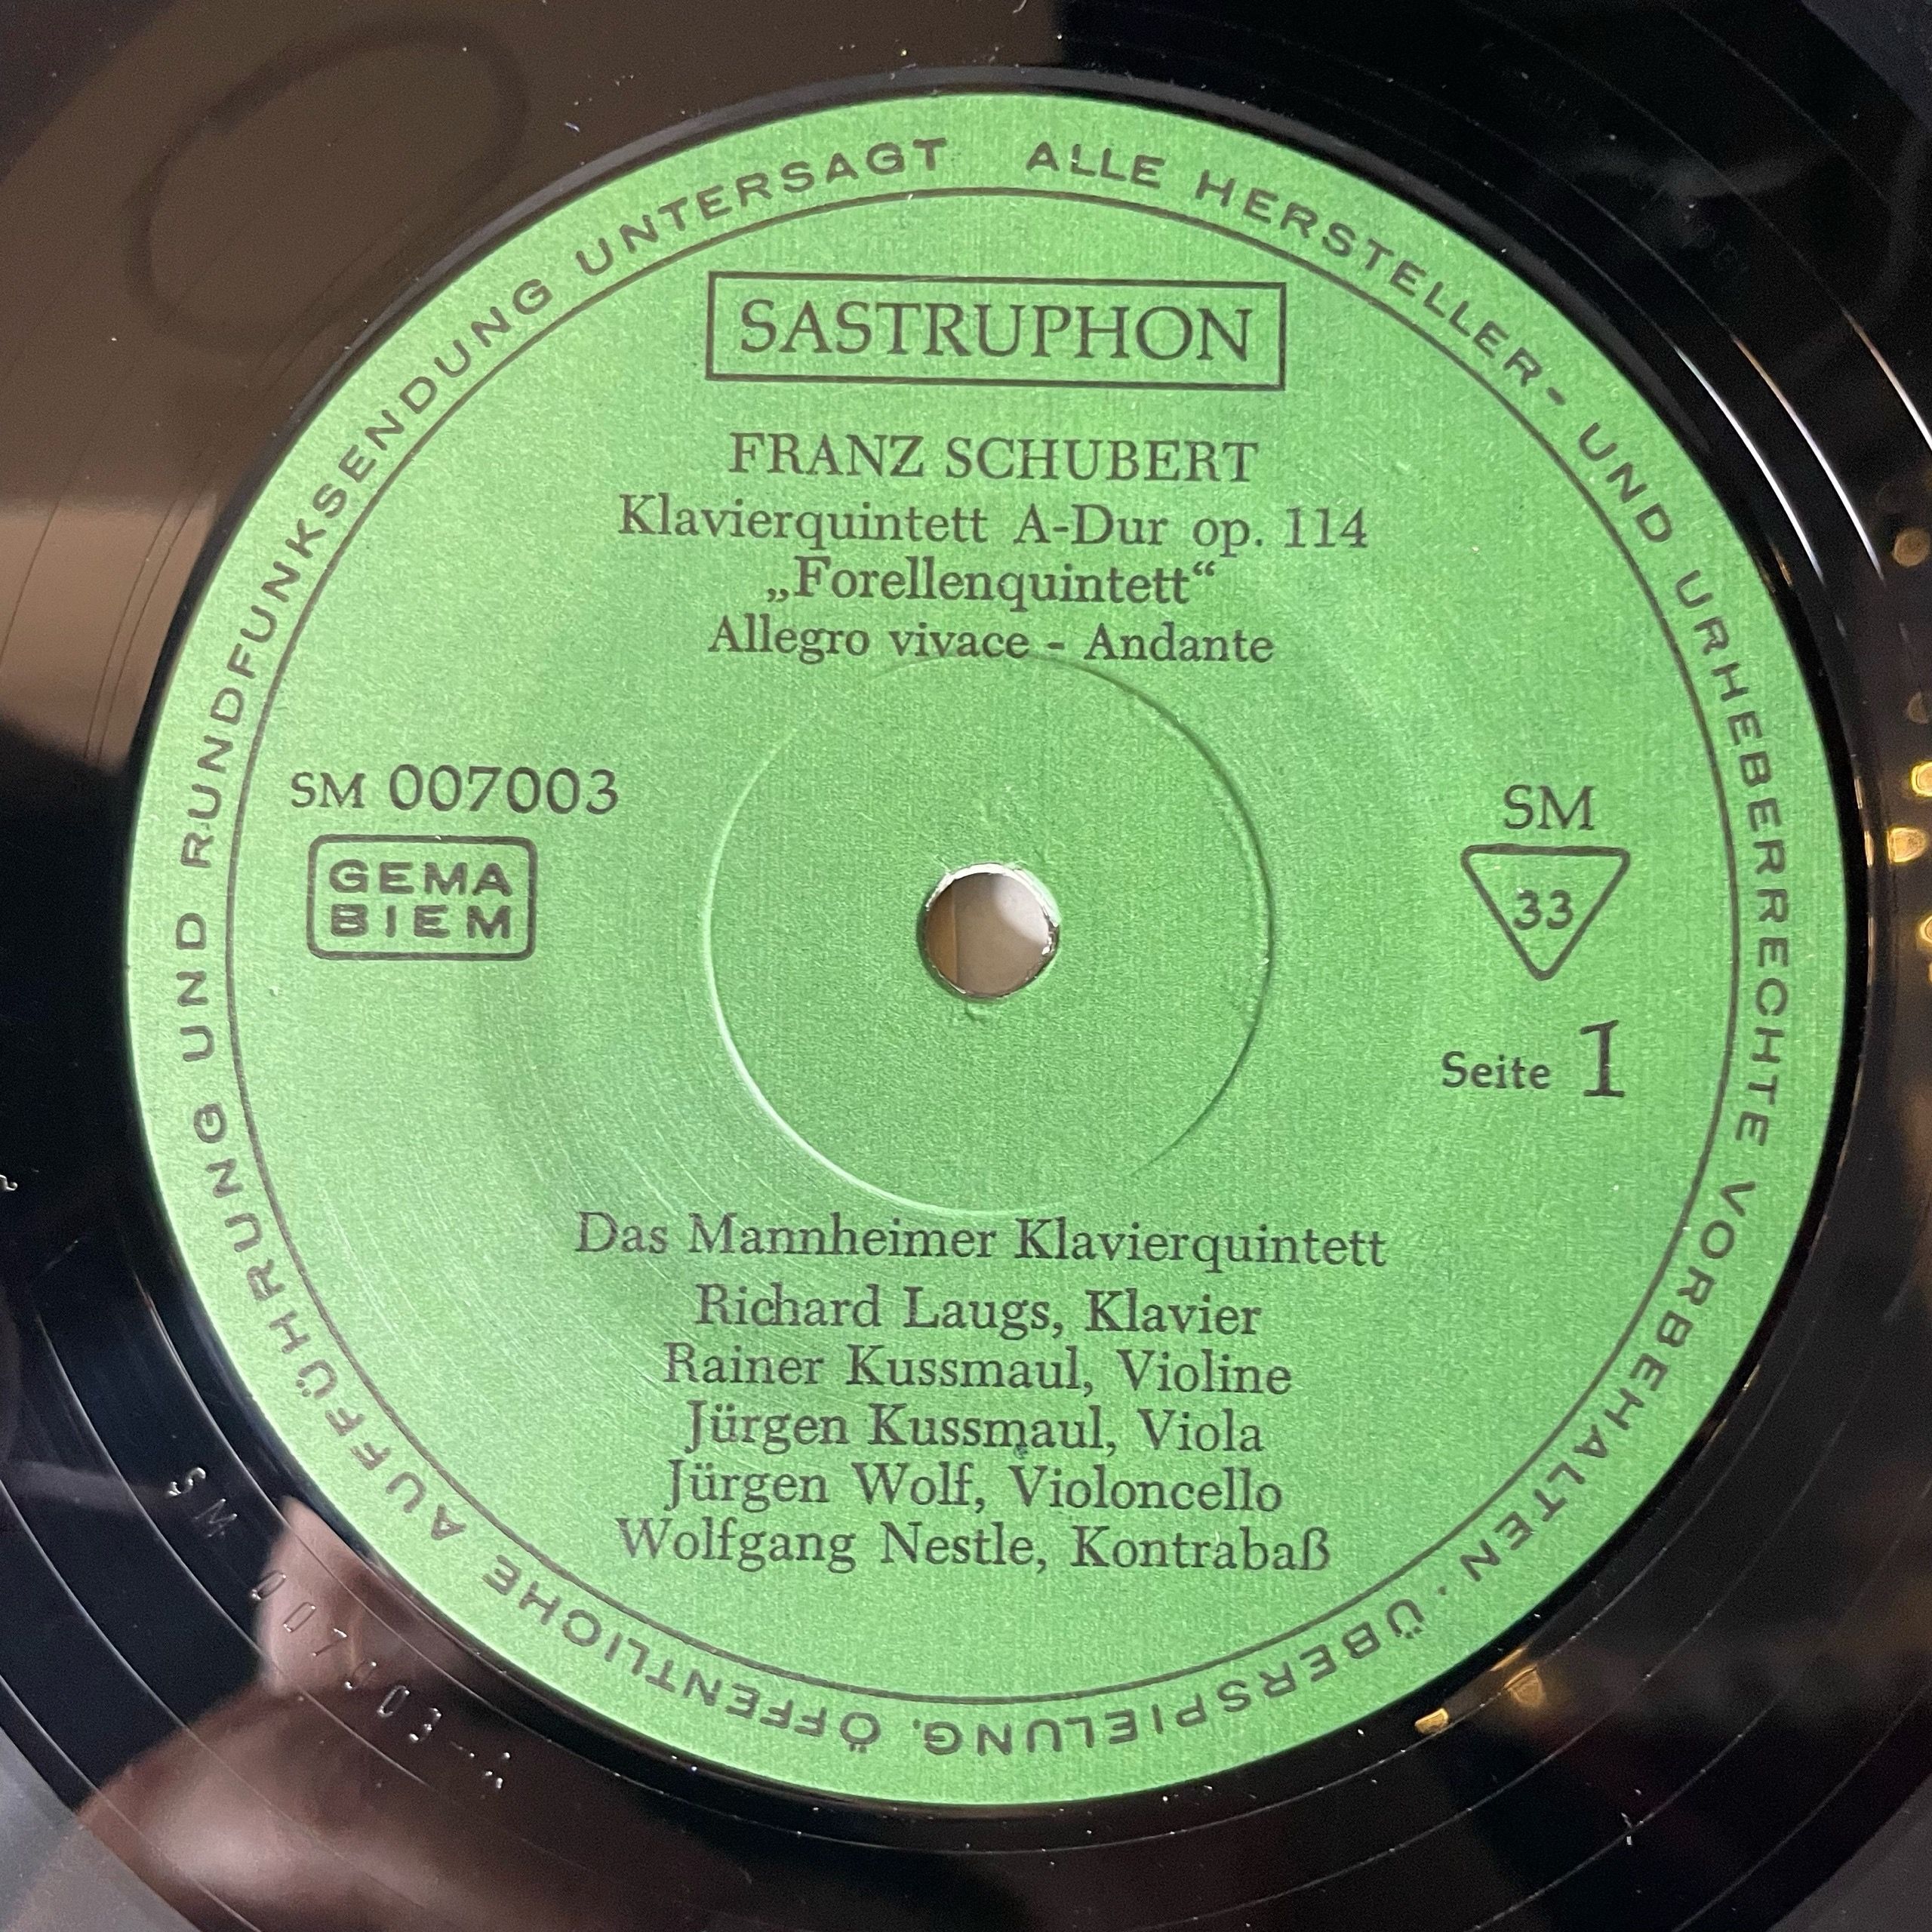 ALLE HERSTELLER- UND URHEBERRECHTE VORBEHALTEN · ÜBERSPIELUNG, ÖFFENTLICHE AUFFÜHRUNG UND RUNDFUNKSENDUNG UNTERSAGT
SASTRUPHON
FRANZ SCHUBERT
Klavierquintett A-Dur op. 114
„Forellenquintett“
Allegro vivace - Andante
SM 007003
GEMA
BIEM
SM
33
Seite 1
Das Mannheimer Klavierquintett
Richard Laugs, Klavier
Rainer Kussmaul, Violine
Jürgen Kussmaul, Viola
Jürgen Wolf, Violoncello
Wolfgang Nestle, Kontrabaß
SM 007003-A